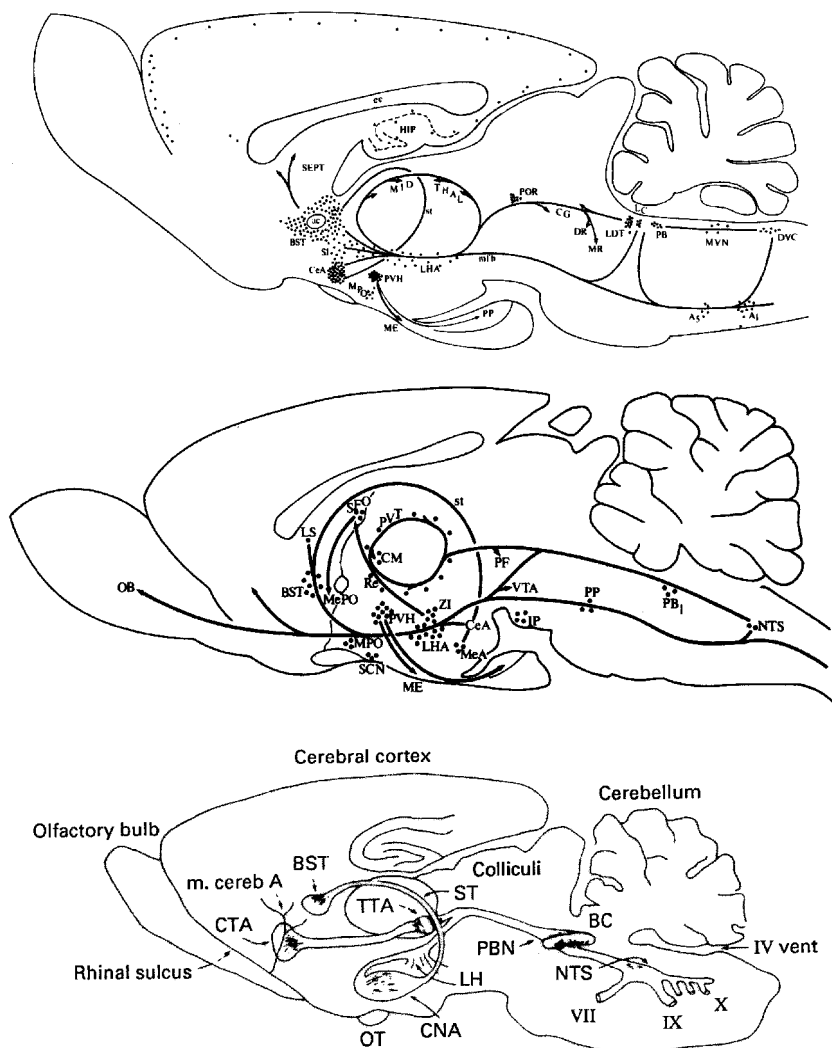 cc
HIP
SEPT
MID THAL
POR
st
CG
LC
BST
ac
DR
LDT
PB
MVN
DVC
SI
MR
CeA
LHA
mfb
MPO
PVH
ME
PP
A5
A1
SFO
PVT
st
LS
CM
PF
OB
BST
MePO
Re
VTA
PP
PB1
ZI
PVH
CeA
IP
NTS
MPO
LHA
MeA
SCN
ME
Cerebral cortex
Cerebellum
Olfactory bulb
BST
Colliculi
m. cereb A
ST
TTA
CTA
BC
PBN
IV vent
Rhinal sulcus
NTS
LH
X
VII
IX
CNA
OT